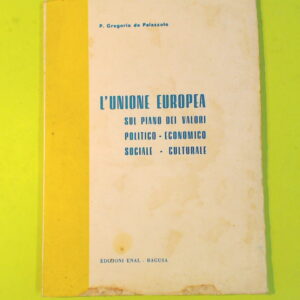 P. Gregorio da Palazzolo
L'UNIONE EUROPEA
SUL PIANO DEI VALORI
POLITICO - ECONOMICO
SOCIALE - CULTURALE
EDIZIONI ENAL - RAGUSA